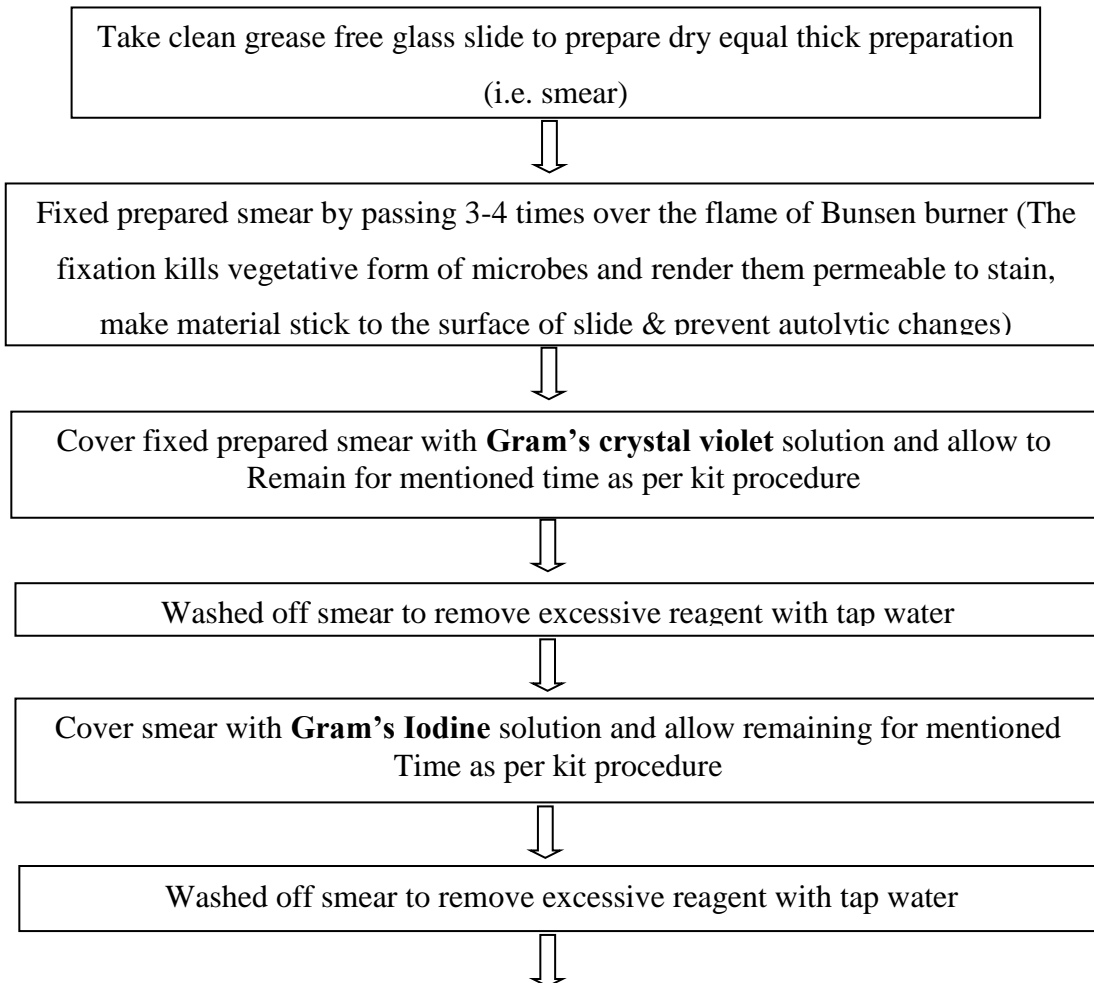 Take clean grease free glass slide to prepare dry equal thick preparation
(i.e. smear)
Fixed prepared smear by passing 3-4 times over the flame of Bunsen burner (The
fixation kills vegetative form of microbes and render them permeable to stain,
make material stick to the surface of slide & prevent autolytic changes)
Cover fixed prepared smear with Gram’s crystal violet solution and allow to
Remain for mentioned time as per kit procedure
Washed off smear to remove excessive reagent with tap water
Cover smear with Gram’s Iodine solution and allow remaining for mentioned
Time as per kit procedure
Washed off smear to remove excessive reagent with tap water